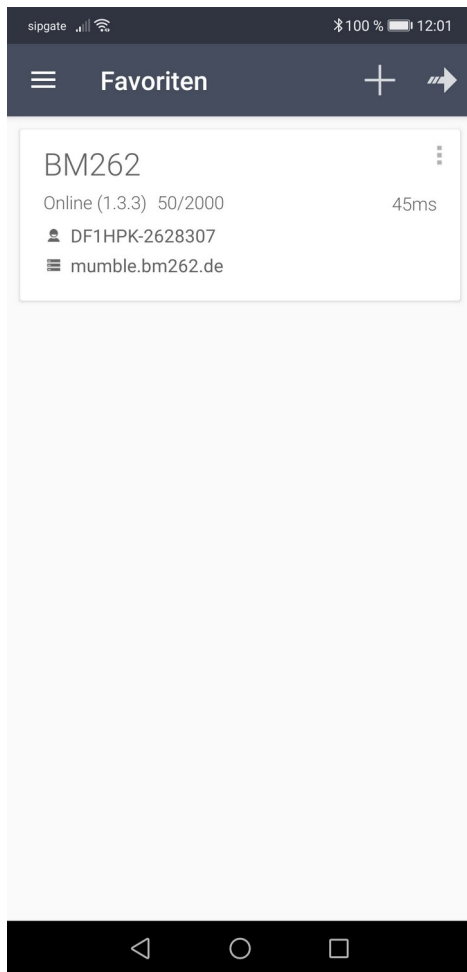 sipgate 100 % 12:01
Favoriten
BM262
Online (1.3.3) 50/2000 45ms
DF1HPK-2628307
mumble.bm262.de